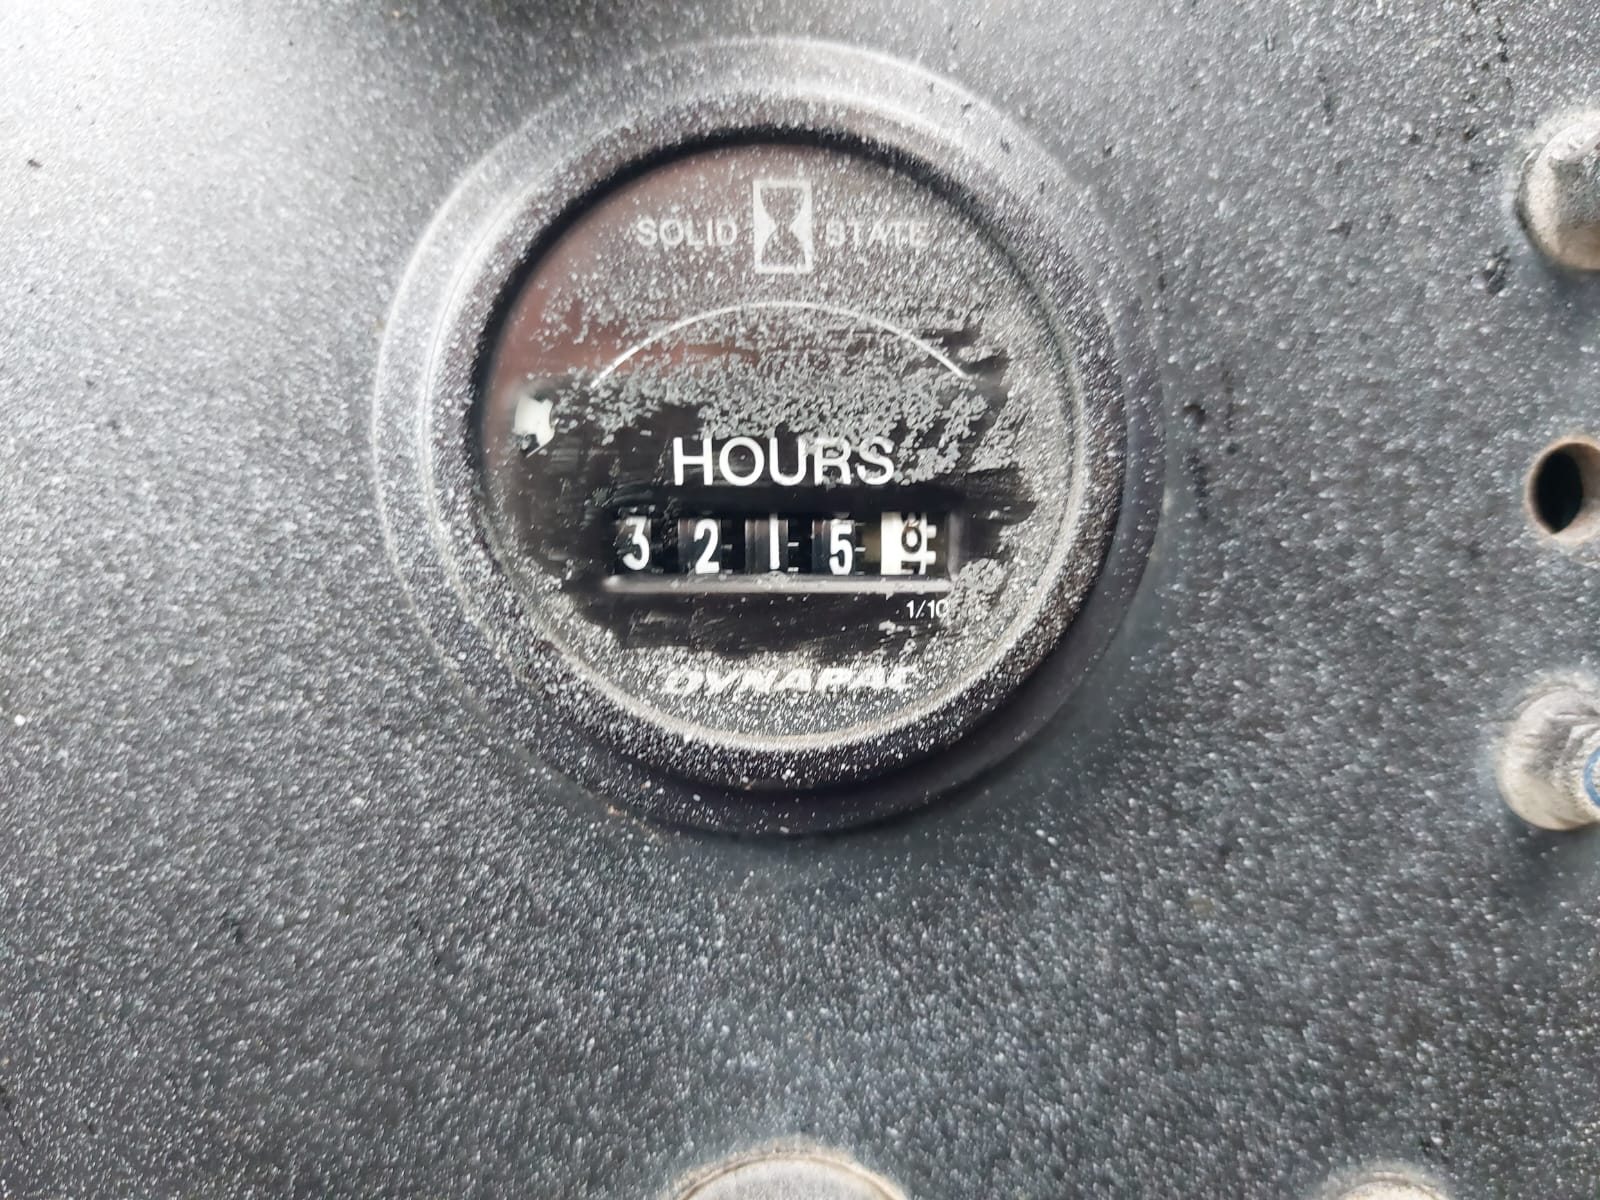 SOLID STATE
HOURS
3215
1/10
DYNAPAC